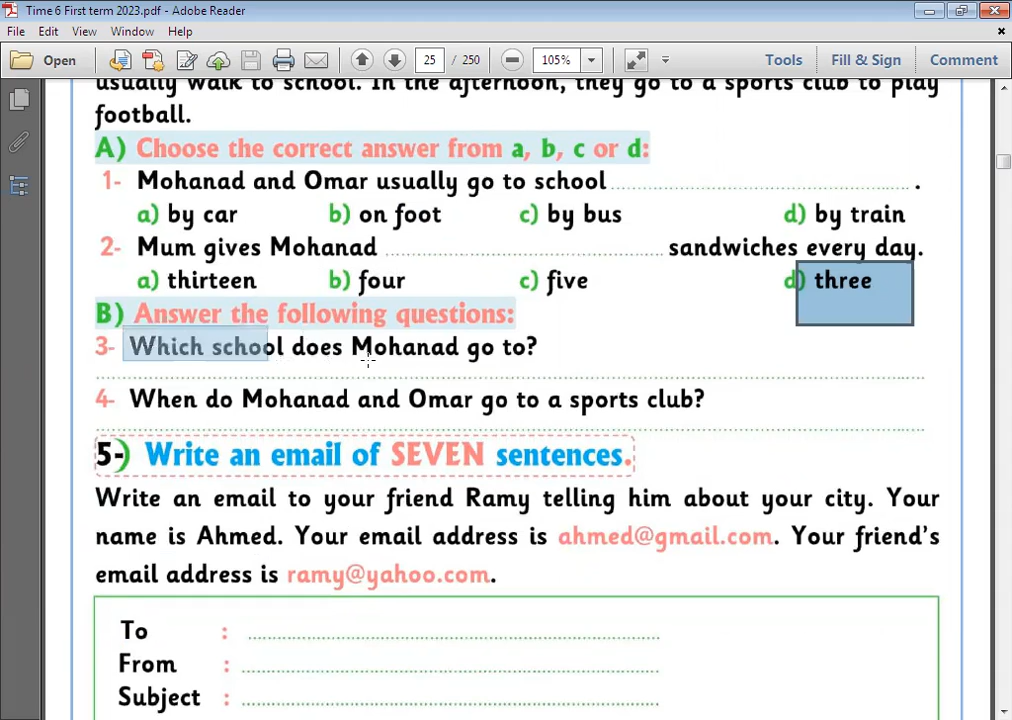 Time 6 First term 2023.pdf - Adobe Reader
File Edit View Window Help
Open 25 / 250 105% Tools Fill & Sign Comment
usually walk to school. In the afternoon, they go to a sports club to play
football.
A) Choose the correct answer from a, b, c or d:
1- Mohanad and Omar usually go to school .
a) by car b) on foot c) by bus d) by train
2- Mum gives Mohanad sandwiches every day.
a) thirteen b) four c) five d) three
B) Answer the following questions:
3- Which school does Mohanad go to?
4- When do Mohanad and Omar go to a sports club?
5-) Write an email of SEVEN sentences.
Write an email to your friend Ramy telling him about your city. Your
name is Ahmed. Your email address is ahmed@gmail.com. Your friend's
email address is ramy@yahoo.com.
To :
From :
Subject :